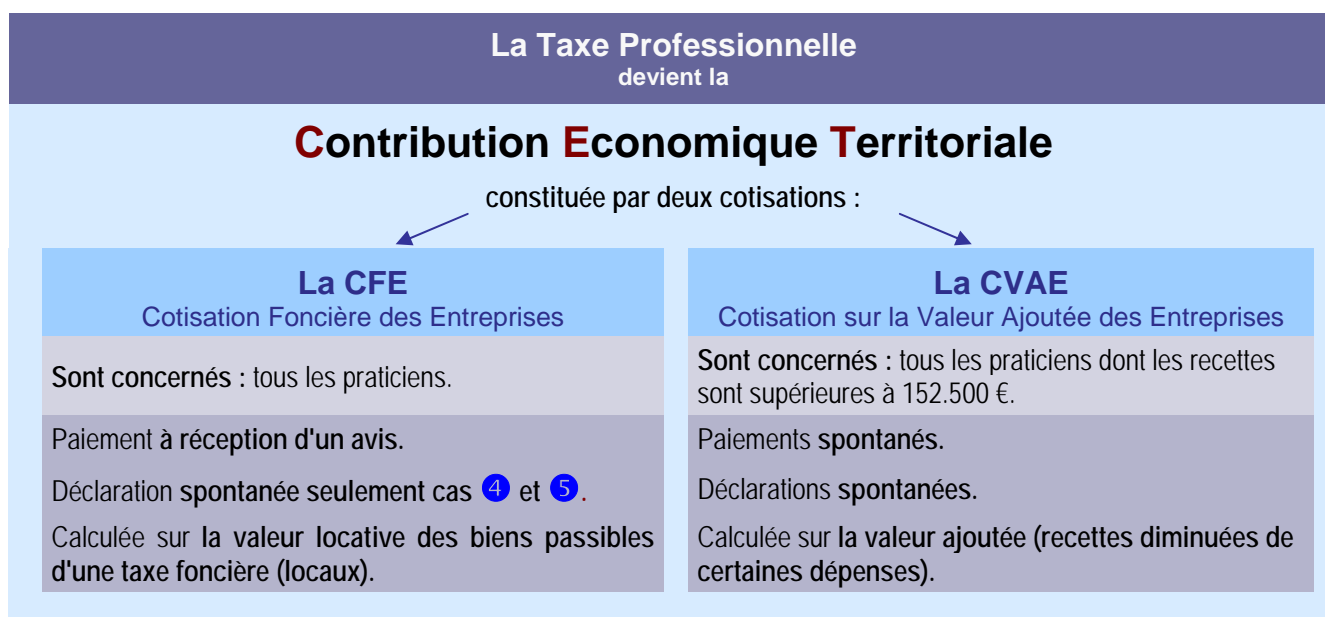 La Taxe Professionnelle
devient la
Contribution Economique Territoriale
constituée par deux cotisations :
La CFE
Cotisation Foncière des Entreprises
Sont concernés : tous les praticiens.
Paiement à réception d'un avis.
Déclaration spontanée seulement cas ❹ et ❺.
Calculée sur la valeur locative des biens passibles
d'une taxe foncière (locaux).
La CVAE
Cotisation sur la Valeur Ajoutée des Entreprises
Sont concernés : tous les praticiens dont les recettes
sont supérieures à 152.500 €.
Paiements spontanés.
Déclarations spontanées.
Calculée sur la valeur ajoutée (recettes diminuées de
certaines dépenses).